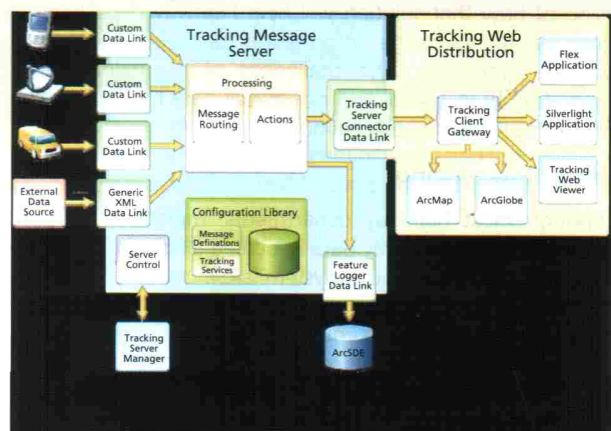 Custom
Data Link
Custom
Data Link
Custom
Data Link
External
Data
Source
Generic
XML
Data Link
Tracking Message
Server
Processing
Message
Routing
Actions
Configuration Library
Message
Definitions
Tracking
Services
Server
Control
Tracking
Server
Manager
Tracking
Server
Connector
Data Link
Feature
Logger
Data Link
ArcSDE
Tracking Web
Distribution
Tracking
Client
Gateway
ArcMap
ArcGlobe
Flex
Application
Silverlight
Application
Tracking
Web
Viewer